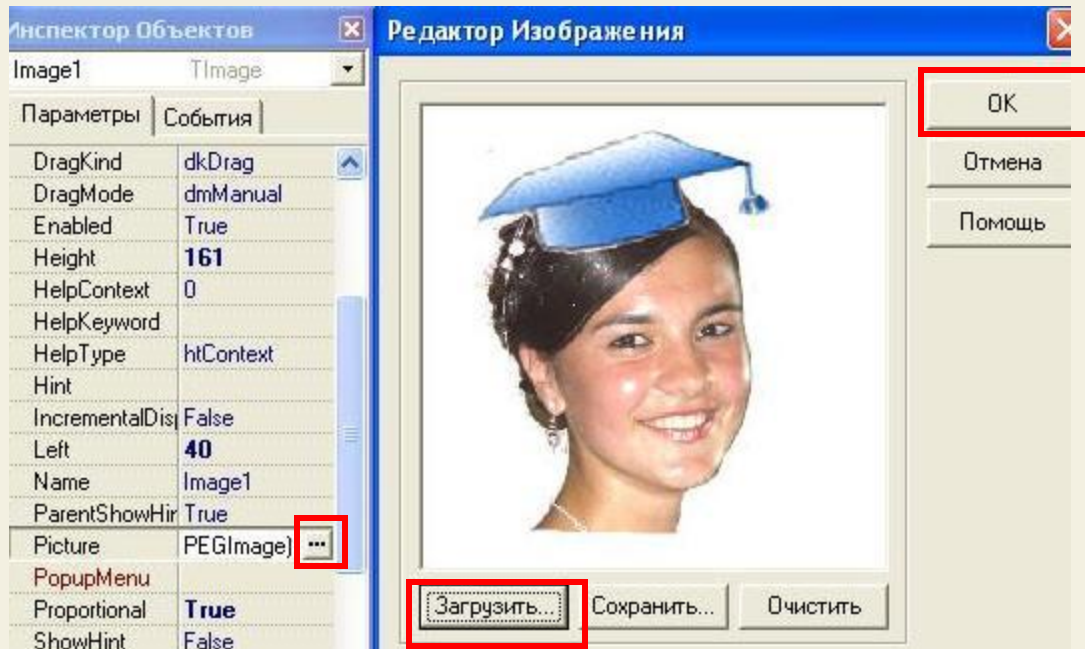 Инспектор Объектов
Image1 TImage
Параметры События
DragKind dkDrag
DragMode dmManual
Enabled True
Height 161
HelpContext 0
HelpKeyword
HelpType htContext
Hint
IncrementalDisp False
Left 40
Name Image1
ParentShowHir True
Picture PEGImage) ...
PopupMenu
Proportional True
ShowHint False
Редактор Изображения
OK
Отмена
Помощь
Загрузить... Сохранить... Очистить